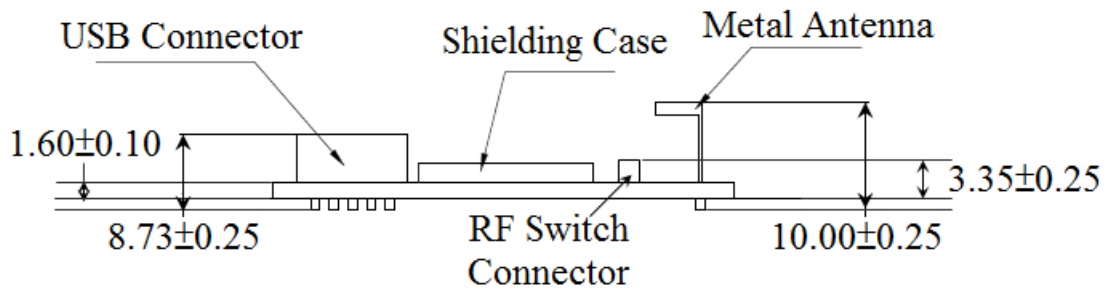 USB Connector
Shielding Case
Metal Antenna
1.60±0.10
3.35±0.25
8.73±0.25
RF Switch
Connector
10.00±0.25